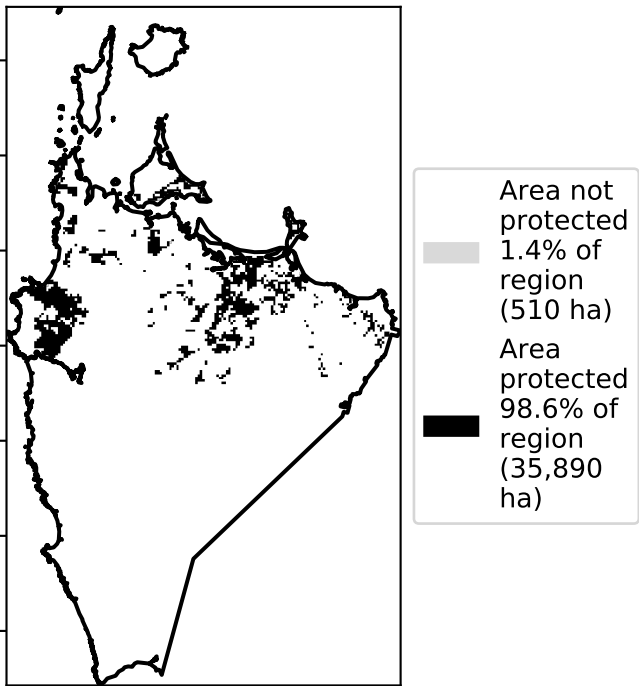 Area not
protected
1.4% of
region
(510 ha)
Area
protected
98.6% of
region
(35,890
ha)